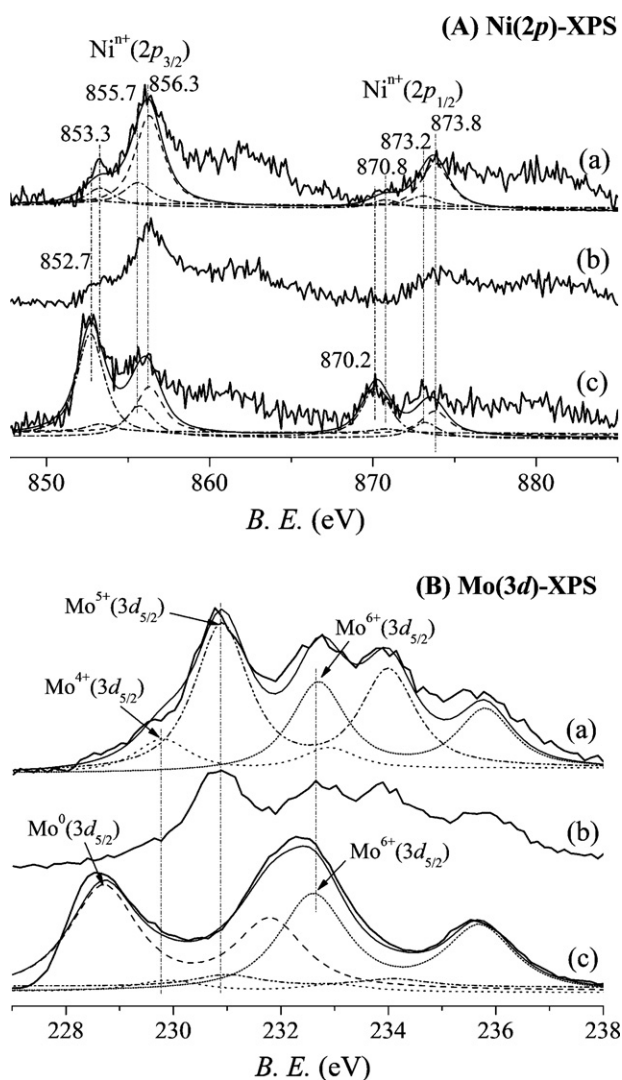 (A) Ni(2p)-XPS
Niⁿ⁺(2p₃/₂)
855.7 856.3
853.3
Niⁿ⁺(2p₁/₂)
873.8
873.2
870.8
(a)
852.7
(b)
870.2
(c)
850 860 870 880
B. E. (eV)
(B) Mo(3d)-XPS
Mo⁵⁺(3d₅/₂)
Mo⁶⁺(3d₅/₂)
Mo⁴⁺(3d₅/₂)
(a)
Mo⁰(3d₅/₂)
(b)
Mo⁶⁺(3d₅/₂)
(c)
228 230 232 234 236 238
B. E. (eV)